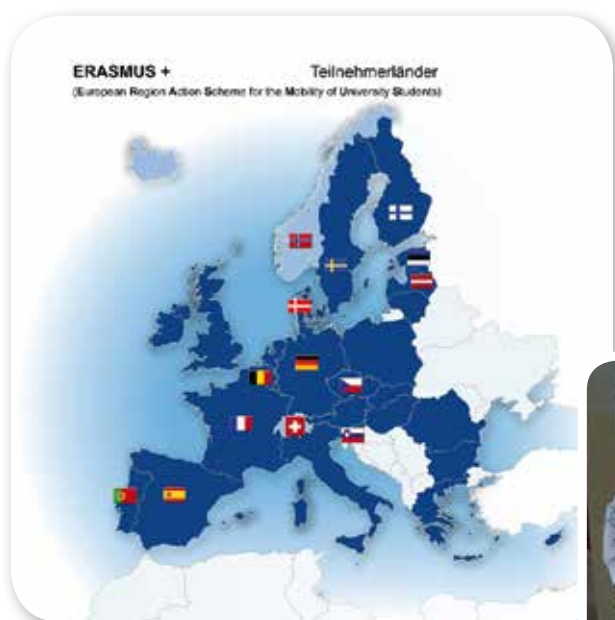 ERASMUS + Teilnehmerländer
(European Region Action Scheme for the Mobility of University Students)